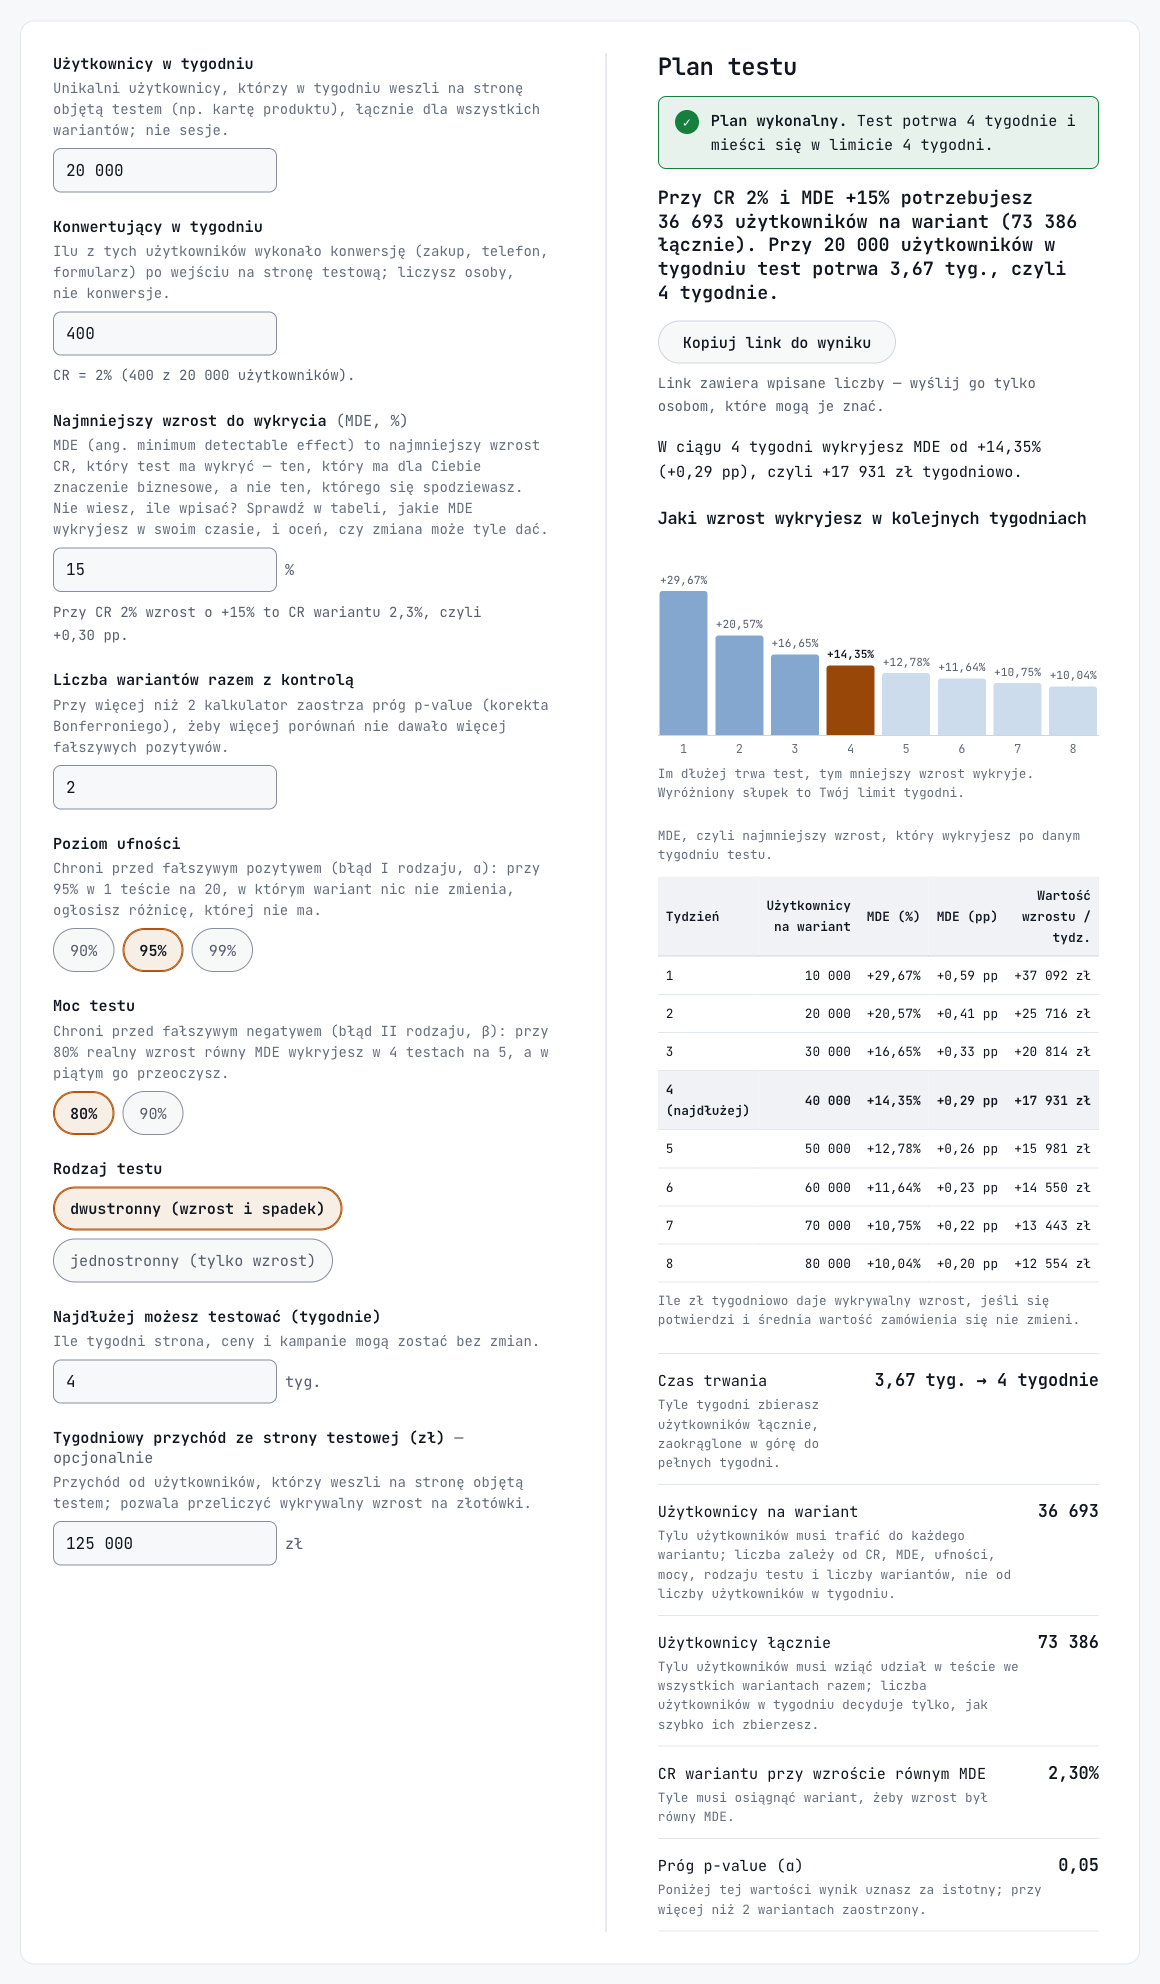 Użytkownicy w tygodniu
Unikalni użytkownicy, którzy w tygodniu weszli na stronę
objętą testem (np. kartę produktu), łącznie dla wszystkich
wariantów; nie sesje.
20 000
Konwertujący w tygodniu
Ilu z tych użytkowników wykonało konwersję (zakup, telefon,
formularz) po wejściu na stronę testową; liczysz osoby,
nie konwersje.
400
CR = 2% (400 z 20 000 użytkowników).
Najmniejszy wzrost do wykrycia (MDE, %)
MDE (ang. minimum detectable effect) to najmniejszy wzrost
CR, który test ma wykryć — ten, który ma dla Ciebie
znaczenie biznesowe, a nie ten, którego się spodziewasz.
Nie wiesz, ile wpisać? Sprawdź w tabeli, jakie MDE
wykryjesz w swoim czasie, i oceń, czy zmiana może tyle dać.
15 %
Przy CR 2% wzrost o +15% to CR wariantu 2,3%, czyli
+0,30 pp.
Liczba wariantów razem z kontrolą
Przy więcej niż 2 kalkulator zaostrza próg p-value (korekta
Bonferroniego), żeby więcej porównań nie dawało więcej
fałszywych pozytywów.
2
Poziom ufności
Chroni przed fałszywym pozytywem (błąd I rodzaju, α): przy
95% w 1 teście na 20, w którym wariant nic nie zmienia,
ogłosisz różnicę, której nie ma.
90% 95% 99%
Moc testu
Chroni przed fałszywym negatywem (błąd II rodzaju, β): przy
80% realny wzrost równy MDE wykryjesz w 4 testach na 5, a w
piątym go przeoczysz.
80% 90%
Rodzaj testu
dwustronny (wzrost i spadek)
jednostronny (tylko wzrost)
Najdłużej możesz testować (tygodnie)
Ile tygodni strona, ceny i kampanie mogą zostać bez zmian.
4 tyg.
Tygodniowy przychód ze strony testowej (zł) —
opcjonalnie
Przychód od użytkowników, którzy weszli na stronę objętą
testem; pozwala przeliczyć wykrywalny wzrost na złotówki.
125 000 zł
Plan testu
✓ Plan wykonalny. Test potrwa 4 tygodnie i
mieści się w limicie 4 tygodni.
Przy CR 2% i MDE +15% potrzebujesz
36 693 użytkowników na wariant (73 386
łącznie). Przy 20 000 użytkowników w
tygodniu test potrwa 3,67 tyg., czyli
4 tygodnie.
Kopiuj link do wyniku
Link zawiera wpisane liczby — wyślij go tylko
osobom, które mogą je znać.
W ciągu 4 tygodni wykryjesz MDE od +14,35%
(+0,29 pp), czyli +17 931 zł tygodniowo.
Jaki wzrost wykryjesz w kolejnych tygodniach
+29,67% +20,57% +16,65% +14,35% +12,78% +11,64% +10,75% +10,04%
1 2 3 4 5 6 7 8
Im dłużej trwa test, tym mniejszy wzrost wykryje.
Wyróżniony słupek to Twój limit tygodni.
MDE, czyli najmniejszy wzrost, który wykryjesz po danym
tygodniu testu.
Tydzień Użytkownicy na wariant MDE (%) MDE (pp) Wartość wzrostu / tydz.
1 10 000 +29,67% +0,59 pp +37 092 zł
2 20 000 +20,57% +0,41 pp +25 716 zł
3 30 000 +16,65% +0,33 pp +20 814 zł
4 (najdłużej) 40 000 +14,35% +0,29 pp +17 931 zł
5 50 000 +12,78% +0,26 pp +15 981 zł
6 60 000 +11,64% +0,23 pp +14 550 zł
7 70 000 +10,75% +0,22 pp +13 443 zł
8 80 000 +10,04% +0,20 pp +12 554 zł
Ile zł tygodniowo daje wykrywalny wzrost, jeśli się
potwierdzi i średnia wartość zamówienia się nie zmieni.
Czas trwania 3,67 tyg. → 4 tygodnie
Tyle tygodni zbierasz
użytkowników łącznie,
zaokrąglone w górę do
pełnych tygodni.
Użytkownicy na wariant 36 693
Tylu użytkowników musi trafić do każdego
wariantu; liczba zależy od CR, MDE, ufności,
mocy, rodzaju testu i liczby wariantów, nie od
liczby użytkowników w tygodniu.
Użytkownicy łącznie 73 386
Tylu użytkowników musi wziąć udział w teście we
wszystkich wariantach razem; liczba
użytkowników w tygodniu decyduje tylko, jak
szybko ich zbierzesz.
CR wariantu przy wzroście równym MDE 2,30%
Tyle musi osiągnąć wariant, żeby wzrost był
równy MDE.
Próg p-value (α) 0,05
Poniżej tej wartości wynik uznasz za istotny; przy
więcej niż 2 wariantach zaostrzony.